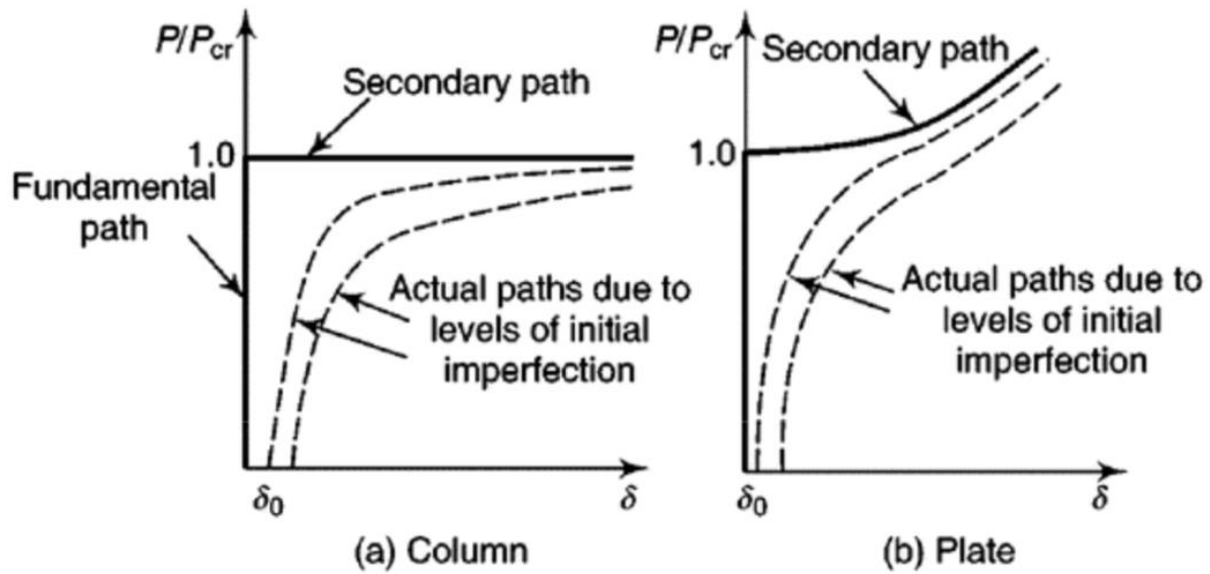 P/Pcr
Secondary path
1.0
Fundamental
path
Actual paths due to
levels of initial
imperfection
δ0
δ
(a) Column
P/Pcr
Secondary path
1.0
Actual paths due to
levels of initial
imperfection
δ0
δ
(b) Plate